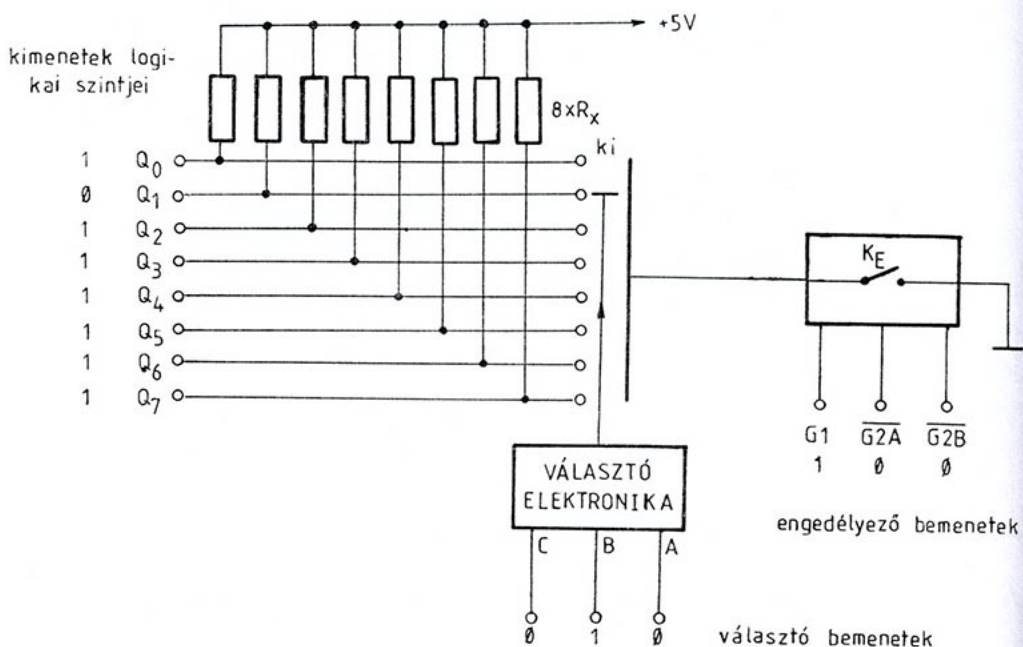 +5V
kimenetek logi-
kai szintjei
8xRx
ki
1 Q0
0 Q1
1 Q2
1 Q3
1 Q4
1 Q5
1 Q6
1 Q7
KE
G1 G2A G2B
1 0 0
engedélyező bemenetek
VÁLASZTÓ
ELEKTRONIKA
C B A
0 1 0
választó bemenetek